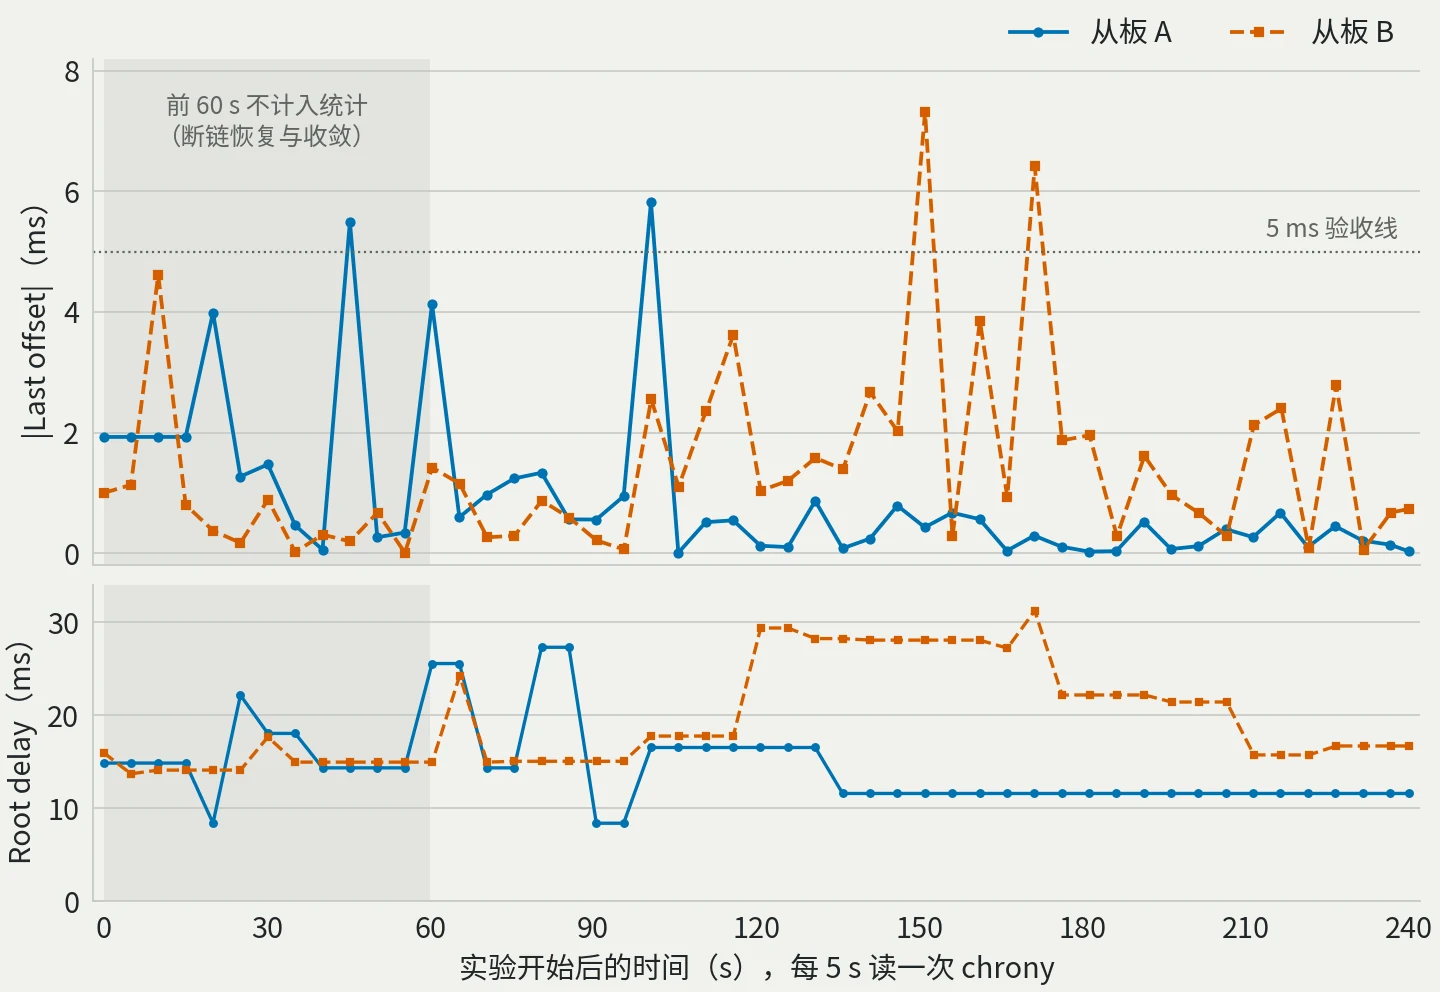 从板 A
从板 B
8
6
4
2
0
|Last offset|（ms）
前 60 s 不计入统计
（断链恢复与收敛）
5 ms 验收线
30
20
10
0
Root delay（ms）
0 30 60 90 120 150 180 210 240
实验开始后的时间（s），每 5 s 读一次 chrony